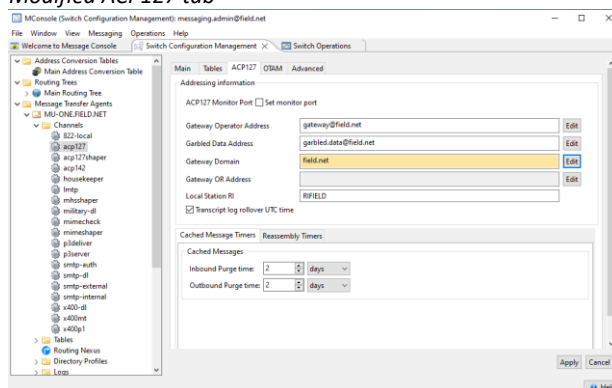 Modified ACP127 tab
MConsole (Switch Configuration Management): messaging.admin@field.net
File Window View Messaging Operations Help
Welcome to Message Console Switch Configuration Management Switch Operations
Address Conversion Tables
Main Address Conversion Table
Routing Trees
Main Routing Tree
Message Transfer Agents
MU-ONE.FIELD.NET
Channels
822-local
acp127
acp127shaper
acp142
housekeeper
lmtp
mhsshaper
military-dl
mimecheck
mimeshaper
p3deliver
p3server
smtp-auth
smtp-dl
smtp-external
smtp-internal
x400-dl
x400mt
x400p1
Tables
Routing Nexus
Directory Profiles
Logs
Main Tables ACP127 OTAM Advanced
Addressing information
ACP127 Monitor Port Set monitor port
Gateway Operator Address gateway@field.net Edit
Garbled Data Address garbled.data@field.net Edit
Gateway Domain field.net Edit
Gateway OR Address Edit
Local Station RI RIFIELD
Transcript log rollover UTC time
Cached Message Timers Reassembly Timers
Cached Messages
Inbound Purge time: 2 days
Outbound Purge time: 2 days
Apply Cancel